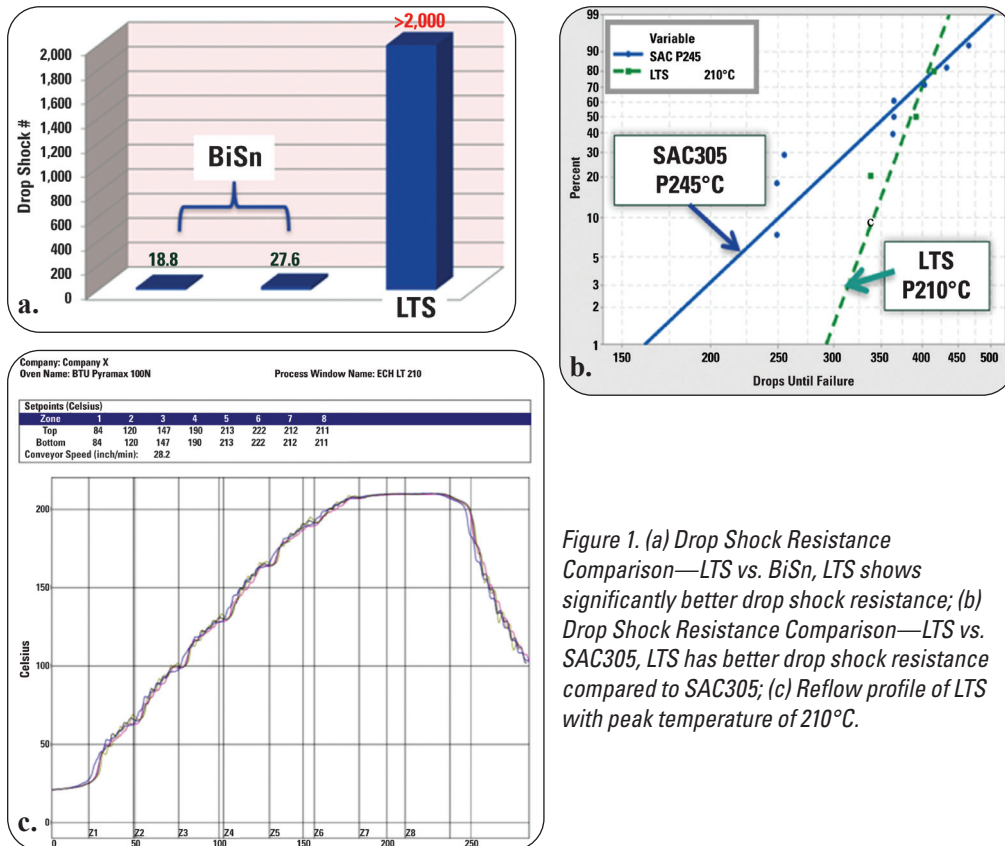 >2,000
2,000
1,800
1,600
1,400
1,200
1,000
800
600
400
200
0
Drop Shock #
BiSn
18.8
27.6
LTS
a.
99
90
80
70
60
50
40
30
20
10
5
3
2
1
Percent
Variable
SAC P245
LTS 210°C
SAC305
P245°C
c
LTS
P210°C
150 200 250 300 350 400 450 500
Drops Until Failure
b.
Company: Company X
Oven Name: BTU Pyramax 100N Process Window Name: ECH LT 210
Setpoints (Celsius)
Zone 1 2 3 4 5 6 7 8
Top 84 120 147 190 213 222 212 211
Bottom 84 120 147 190 213 222 212 211
Conveyor Speed (inch/min): 28.2
200
150
100
50
0
Celsius
Z1 Z2 Z3 Z4 Z5 Z6 Z7 Z8
0 50 100 150 200 250
c.
Figure 1. (a) Drop Shock Resistance
Comparison—LTS vs. BiSn, LTS shows
significantly better drop shock resistance; (b)
Drop Shock Resistance Comparison—LTS vs.
SAC305, LTS has better drop shock resistance
compared to SAC305; (c) Reflow profile of LTS
with peak temperature of 210°C.